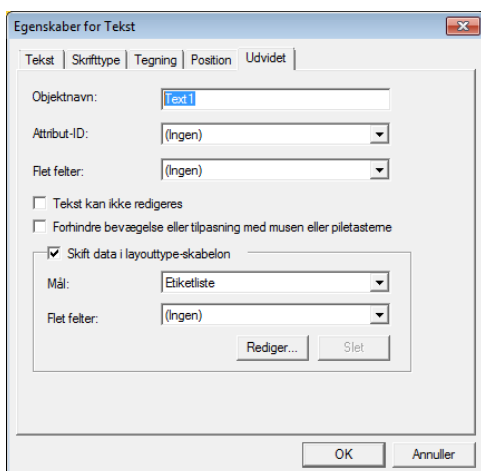 Egenskaber for Tekst
Tekst Skrifttype Tegning Position Udvidet
Objektnavn: Text1
Attribut-ID: (Ingen)
Flet felter: (Ingen)
Tekst kan ikke redigeres
Forhindre bevægelse eller tilpasning med musen eller piletasterne
Skift data i layouttype-skabelon
Mål: Etiketliste
Flet felter: (Ingen)
Rediger... Slet
OK Annuller